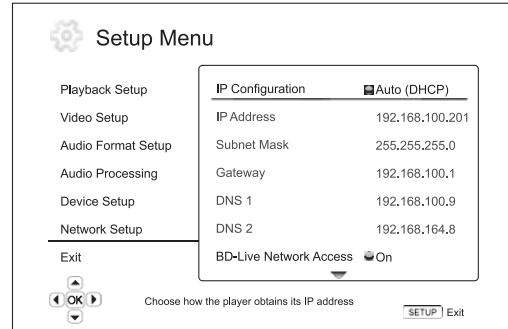 Setup Menu
Playback Setup
Video Setup
Audio Format Setup
Audio Processing
Device Setup
Network Setup
Exit
IP Configuration Auto (DHCP)
IP Address 192.168.100.201
Subnet Mask 255.255.255.0
Gateway 192.168.100.1
DNS 1 192.168.100.9
DNS 2 192.168.164.8
BD-Live Network Access On
OK
Choose how the player obtains its IP address
SETUP Exit